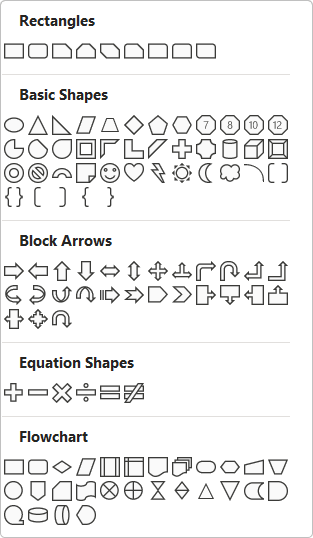 Rectangles
Basic Shapes
7 8 10 12
Block Arrows
Equation Shapes
Flowchart